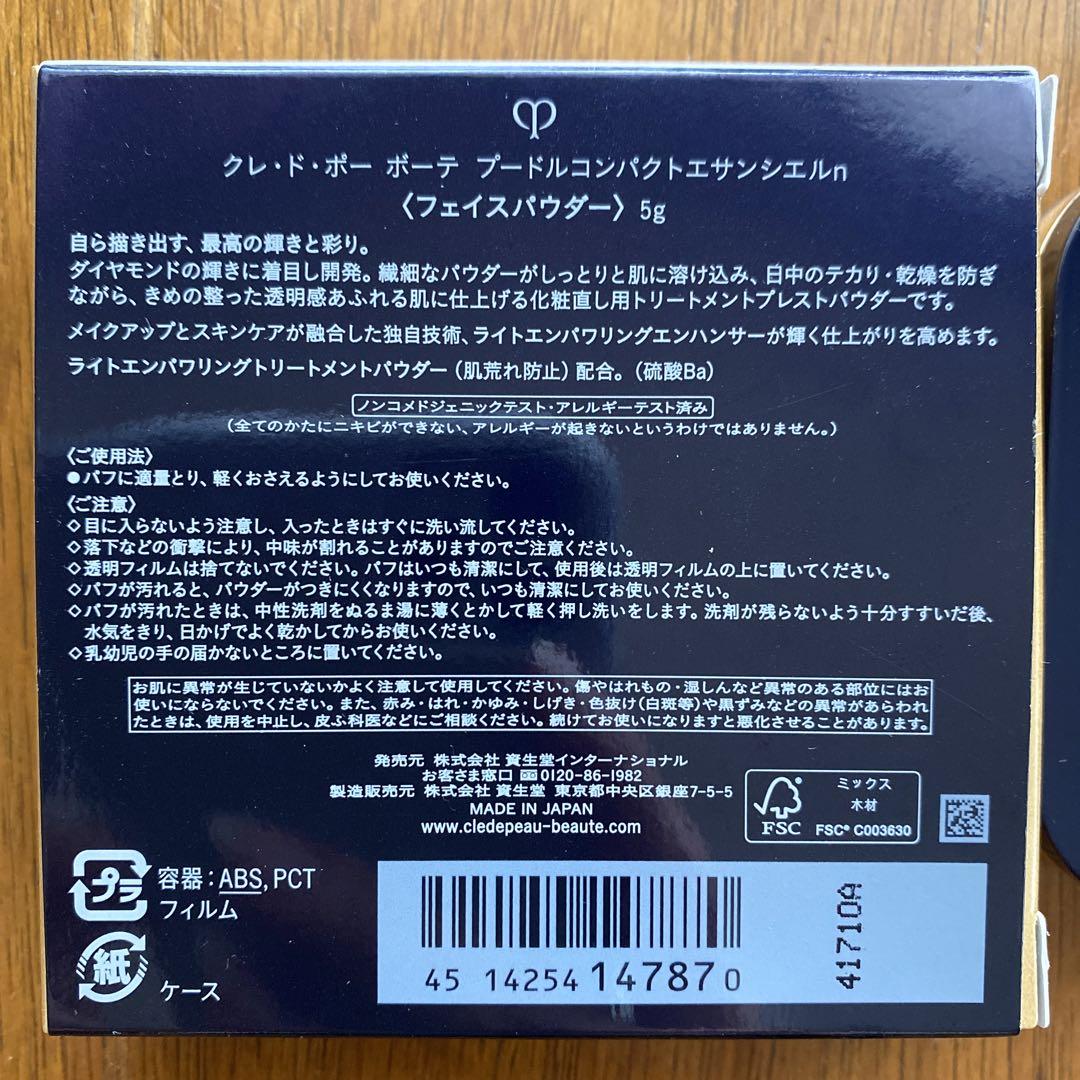 クレ・ド・ポー ボーテ プードルコンパクトエサンシエルn
〈フェイスパウダー〉5g
自ら描き出す、最高の輝きと彩り。
ダイヤモンドの輝きに着目し開発。繊細なパウダーがしっとりと肌に溶け込み、日中のテカリ・乾燥を防ぎ
ながら、きめの整った透明感あふれる肌に仕上げる化粧直し用トリートメントプレストパウダーです。
メイクアップとスキンケアが融合した独自技術、ライトエンパワリングエンハンサーが輝く仕上がりを高めます。
ライトエンパワリングトリートメントパウダー（肌荒れ防止）配合。（硫酸Ba）
ノンコメドジェニックテスト・アレルギーテスト済み
（全てのかたにニキビができない、アレルギーが起きないというわけではありません。）
〈ご使用法〉
●パフに適量とり、軽くおさえるようにしてお使いください。
〈ご注意〉
◇目に入らないよう注意し、入ったときはすぐに洗い流してください。
◇落下などの衝撃により、中味が割れることがありますのでご注意ください。
◇透明フィルムは捨てないでください。パフはいつも清潔にして、使用後は透明フィルムの上に置いてください。
◇パフが汚れると、パウダーがつきにくくなりますので、いつも清潔にしてお使いください。
◇パフが汚れたときは、中性洗剤をぬるま湯に薄くとかして軽く押し洗いをします。洗剤が残らないよう十分すすいだ後、
水気をきり、日かげでよく乾かしてからお使いください。
◇乳幼児の手の届かないところに置いてください。
お肌に異常が生じていないかよく注意して使用してください。傷やはれもの・湿しんなど異常のある部位にはお
使いにならないでください。また、赤み・はれ・かゆみ・しげき・色抜け(白斑等)や黒ずみなどの異常があらわれ
たときは、使用を中止し、皮ふ科医などにご相談ください。続けてお使いになりますと悪化させることがあります。
発売元 株式会社 資生堂インターナショナル
お客さま窓口 0120-86-1982
製造販売元 株式会社 資生堂 東京都中央区銀座7-5-5
MADE IN JAPAN
www.cledepeau-beaute.com
FSC
ミックス
木材
FSC® C003630
プラ
容器：ABS, PCT
フィルム
紙
ケース
45 14254 14787 0
41710A